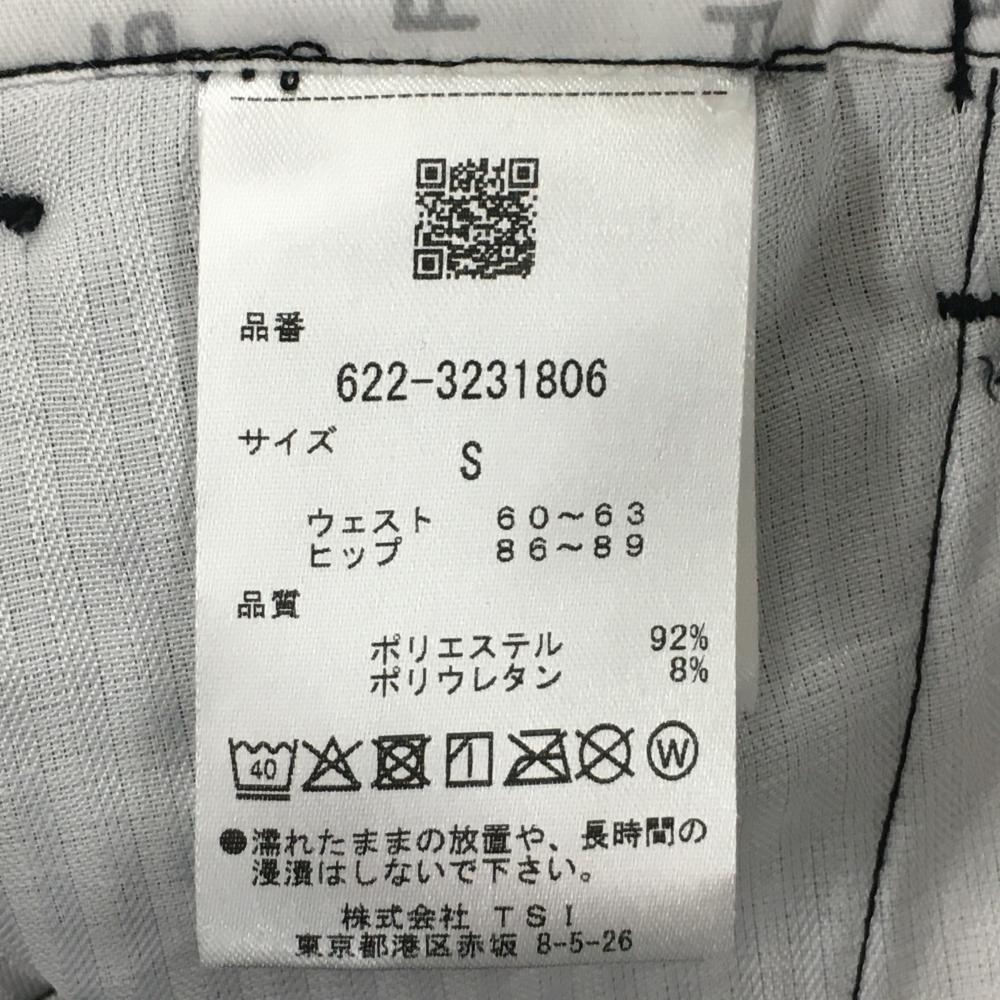 品番
622-3231806
サイズ
S
ウェスト 60~63
ヒップ 86~89
品質
ポリエステル 92%
ポリウレタン 8%
40 W
●濡れたままの放置や、長時間の
浸漬はしないで下さい。
株式会社 TSI
東京都港区赤坂 8-5-26